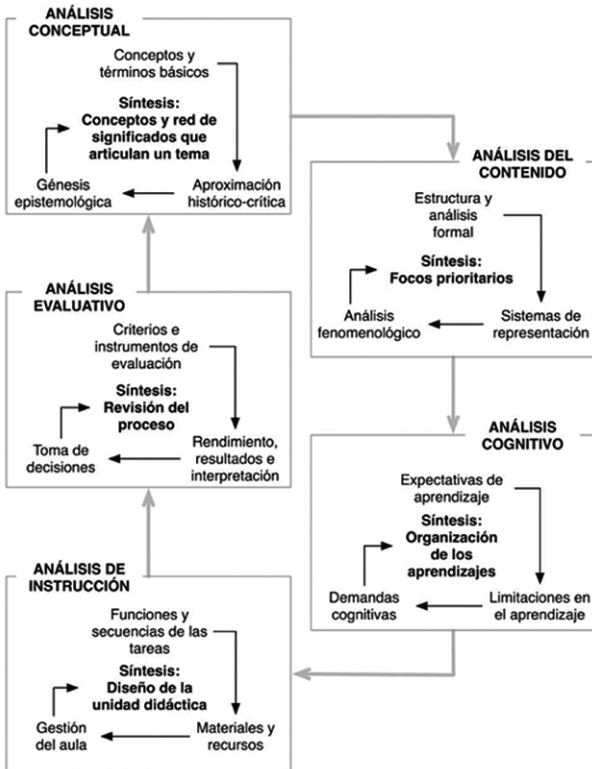 ANÁLISIS
CONCEPTUAL
Conceptos y
términos básicos
Síntesis:
Conceptos y red de
significados que
articulan un tema
Génesis
epistemológica
Aproximación
histórico-crítica
ANÁLISIS DEL
CONTENIDO
Estructura y
análisis
formal
Síntesis:
Focos prioritarios
Análisis
fenomenológico
Sistemas de
representación
ANÁLISIS
COGNITIVO
Expectativas de
aprendizaje
Síntesis:
Organización
de los
aprendizajes
Demandas
cognitivas
Limitaciones en
el aprendizaje
ANÁLISIS DE
INSTRUCCIÓN
Funciones y
secuencias de las
tareas
Síntesis:
Diseño de la
unidad didáctica
Gestión
del aula
Materiales y
recursos
ANÁLISIS
EVALUATIVO
Criterios e
instrumentos de
evaluación
Síntesis:
Revisión del
proceso
Toma de
decisiones
Rendimiento,
resultados e
interpretación